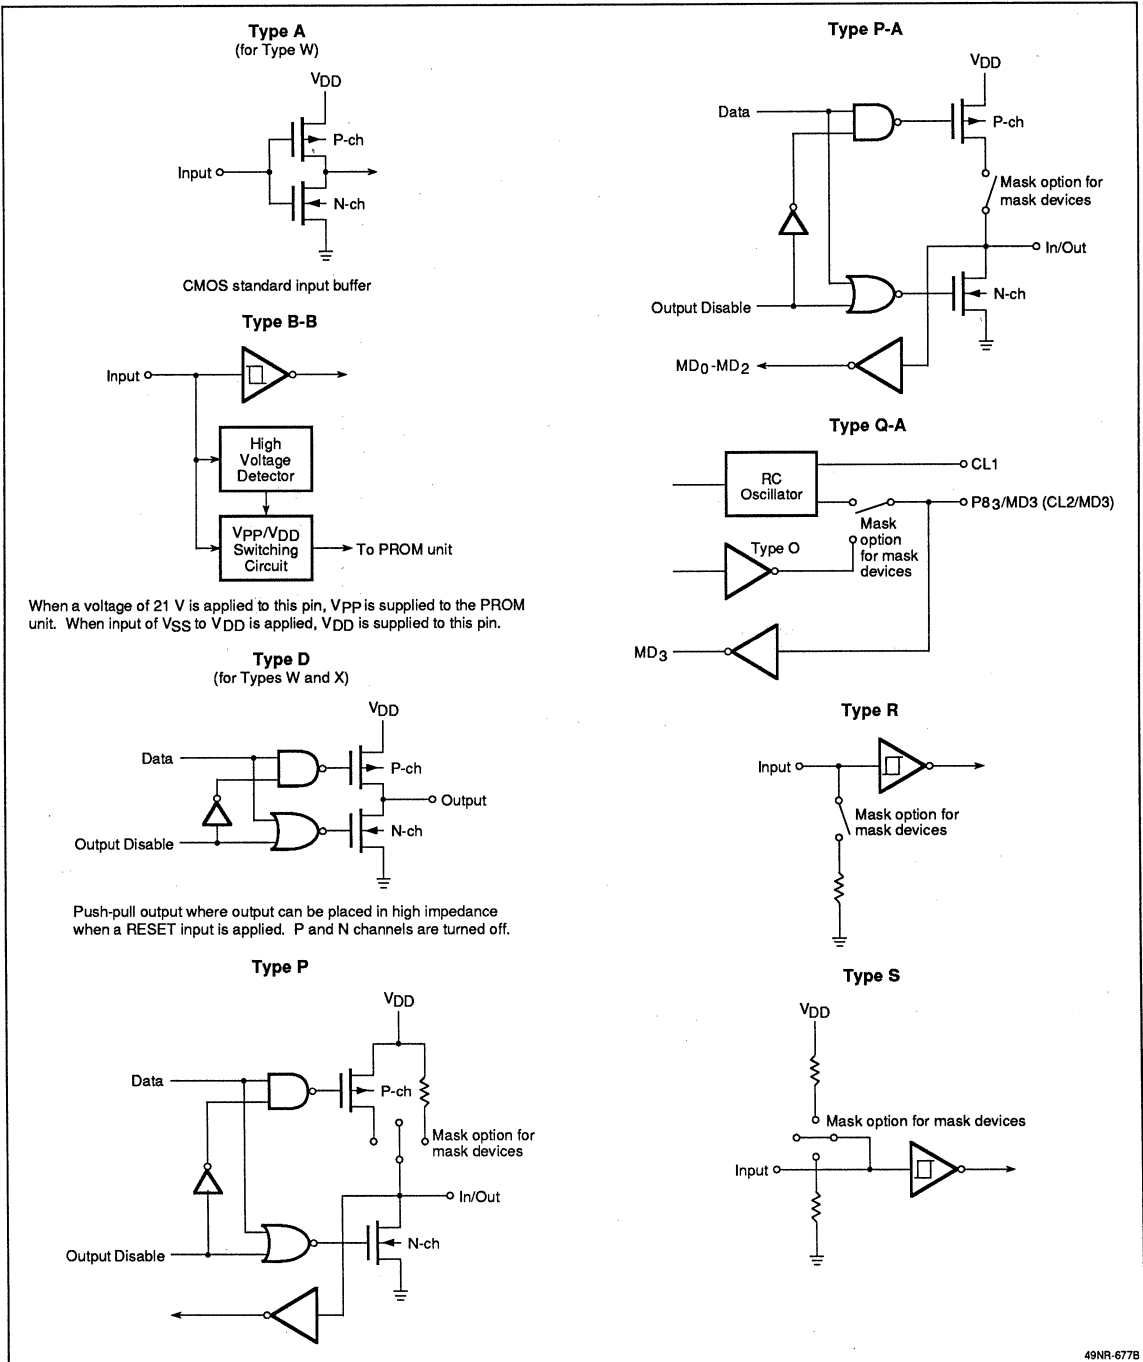 Type A
(for Type W)
VDD
P-ch
Input
N-ch
CMOS standard input buffer
Type B-B
Input
High
Voltage
Detector
VPP/VDD
Switching
Circuit
To PROM unit
When a voltage of 21 V is applied to this pin, VPP is supplied to the PROM
unit. When input of VSS to VDD is applied, VDD is supplied to this pin.
Type D
(for Types W and X)
VDD
Data
P-ch
Output
N-ch
Output Disable
Push-pull output where output can be placed in high impedance
when a RESET input is applied. P and N channels are turned off.
Type P
VDD
Data
P-ch
Mask option for
mask devices
In/Out
N-ch
Output Disable
Type P-A
VDD
Data
P-ch
Mask option for
mask devices
In/Out
N-ch
Output Disable
MD0-MD2
Type Q-A
RC
Oscillator
CL1
P83/MD3 (CL2/MD3)
Mask
option
for mask
devices
Type O
MD3
Type R
Input
Mask option for
mask devices
Type S
VDD
Mask option for mask devices
Input
49NR-677B